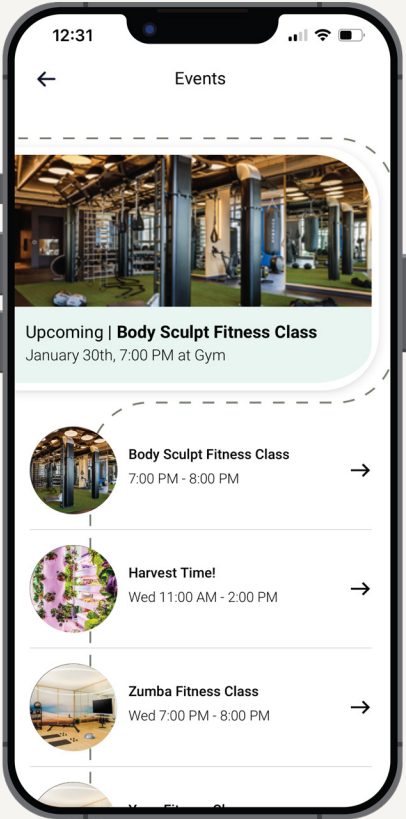 12:31
Events
Upcoming | Body Sculpt Fitness Class
January 30th, 7:00 PM at Gym
Body Sculpt Fitness Class
7:00 PM - 8:00 PM
Harvest Time!
Wed 11:00 AM - 2:00 PM
Zumba Fitness Class
Wed 7:00 PM - 8:00 PM